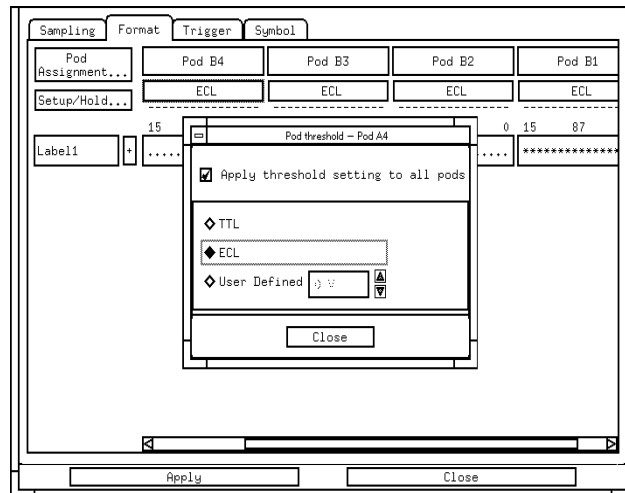 Sampling Format Trigger Symbol
Pod Assignment... Pod B4 Pod B3 Pod B2 Pod B1
Setup/Hold... ECL ECL ECL ECL
15 0 15 87
Label1 + .... .... **************
Pod threshold – Pod A4
Apply threshold setting to all pods
TTL
ECL
User Defined 0 V
Close
Apply Close